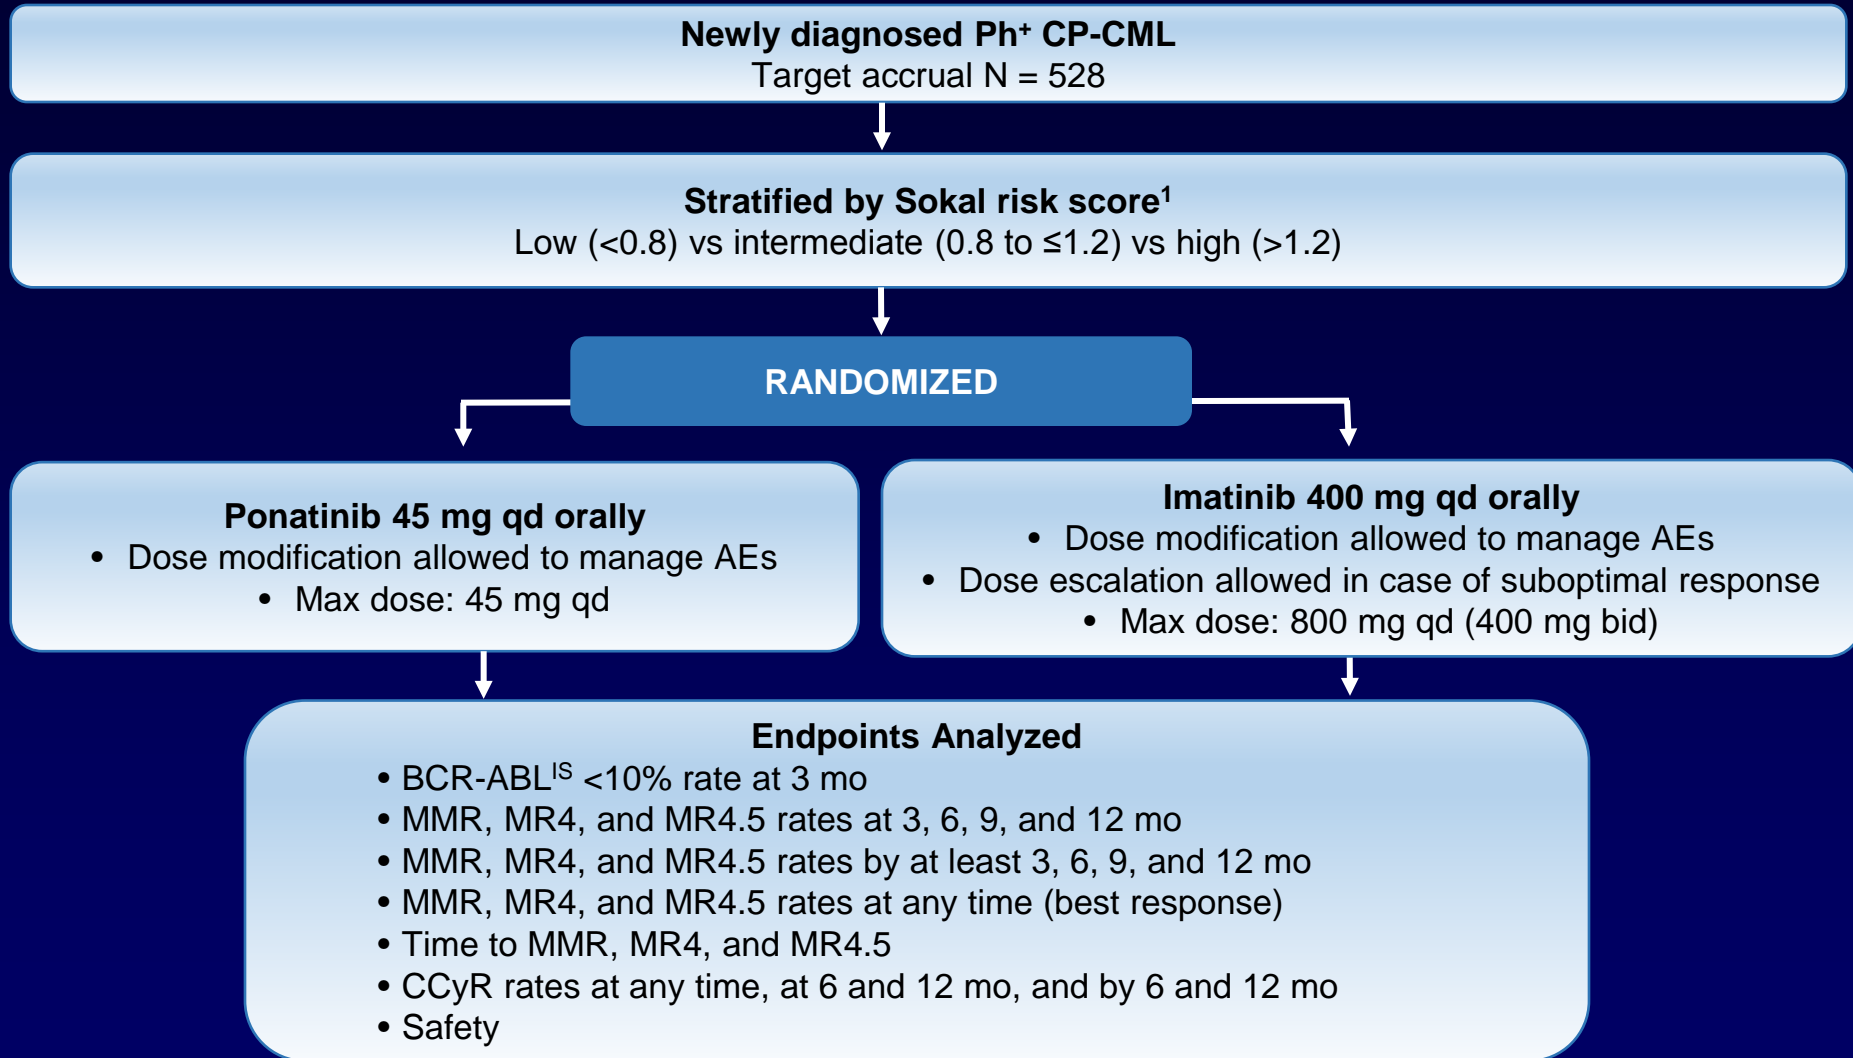 Newly diagnosed Ph⁺ CP-CML
Target accrual N = 528
Stratified by Sokal risk score¹
Low (<0.8) vs intermediate (0.8 to ≤1.2) vs high (>1.2)
RANDOMIZED
Ponatinib 45 mg qd orally
• Dose modification allowed to manage AEs
• Max dose: 45 mg qd
Imatinib 400 mg qd orally
• Dose modification allowed to manage AEs
• Dose escalation allowed in case of suboptimal response
• Max dose: 800 mg qd (400 mg bid)
Endpoints Analyzed
• BCR-ABLᴵˢ <10% rate at 3 mo
• MMR, MR4, and MR4.5 rates at 3, 6, 9, and 12 mo
• MMR, MR4, and MR4.5 rates by at least 3, 6, 9, and 12 mo
• MMR, MR4, and MR4.5 rates at any time (best response)
• Time to MMR, MR4, and MR4.5
• CCyR rates at any time, at 6 and 12 mo, and by 6 and 12 mo
• Safety